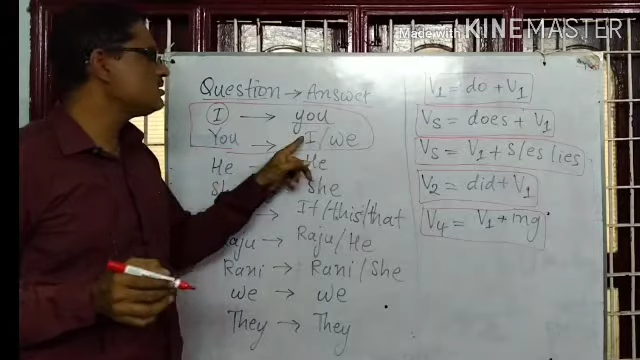 Made with KINEMASTER
Question → Answer
I → you
You → I/we
He He
She
→ It/this/that
Raju → Raju/He
Rani → Rani/she
we → we
They → They
V1 = do + V1
Vs = does + V1
Vs = V1 + s/es/ies
V2 = did + V1
V4 = V1 + ing